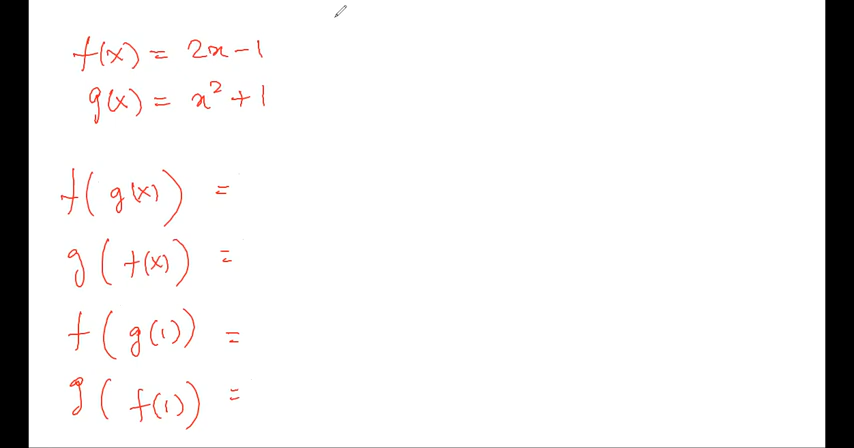 f(x) = 2x - 1
g(x) = x² + 1
f( g(x) ) =
g( f(x) ) =
f( g(1) ) =
g( f(1) ) =